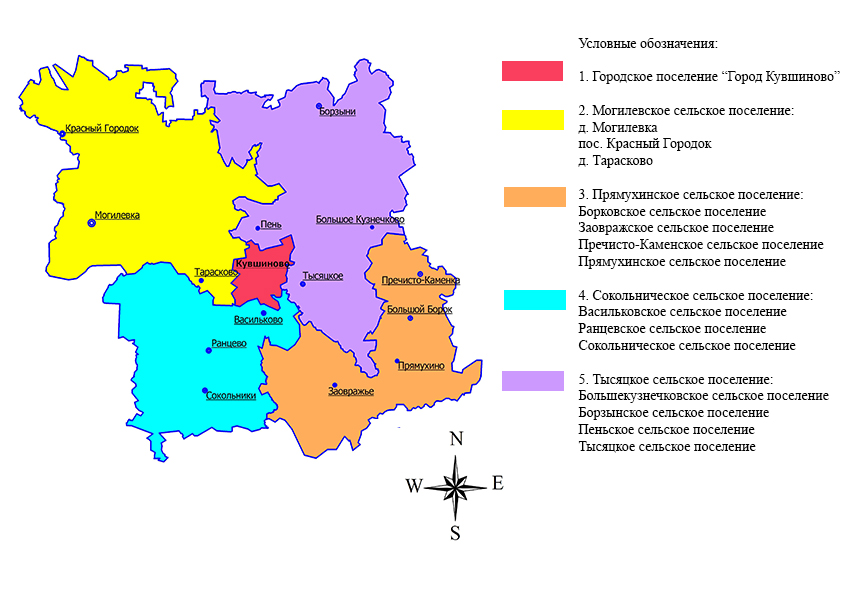 Условные обозначения:
1. Городское поселение “Город Кувшиново”
2. Могилевское сельское поселение:
д. Могилевка
пос. Красный Городок
д. Тарасково
3. Прямухинское сельское поселение:
Борковское сельское поселение
Заовражское сельское поселение
Пречисто-Каменское сельское поселение
Прямухинское сельское поселение
4. Сокольническое сельское поселение:
Васильковское сельское поселение
Ранцевское сельское поселение
Сокольническое сельское поселение
5. Тысяцкое сельское поселение:
Большекузнечковское сельское поселение
Борзынское сельское поселение
Пеньское сельское поселение
Тысяцкое сельское поселение
Борзыни
Красный Городок
Могилевка
Пень
Большое Кузнечково
Кувшиново
Тарасково
Тысяцкое
Пречисто-Каменка
Васильково
Большой Борок
Ранцево
Прямухино
Сокольники
Заовражье
N
W
E
S